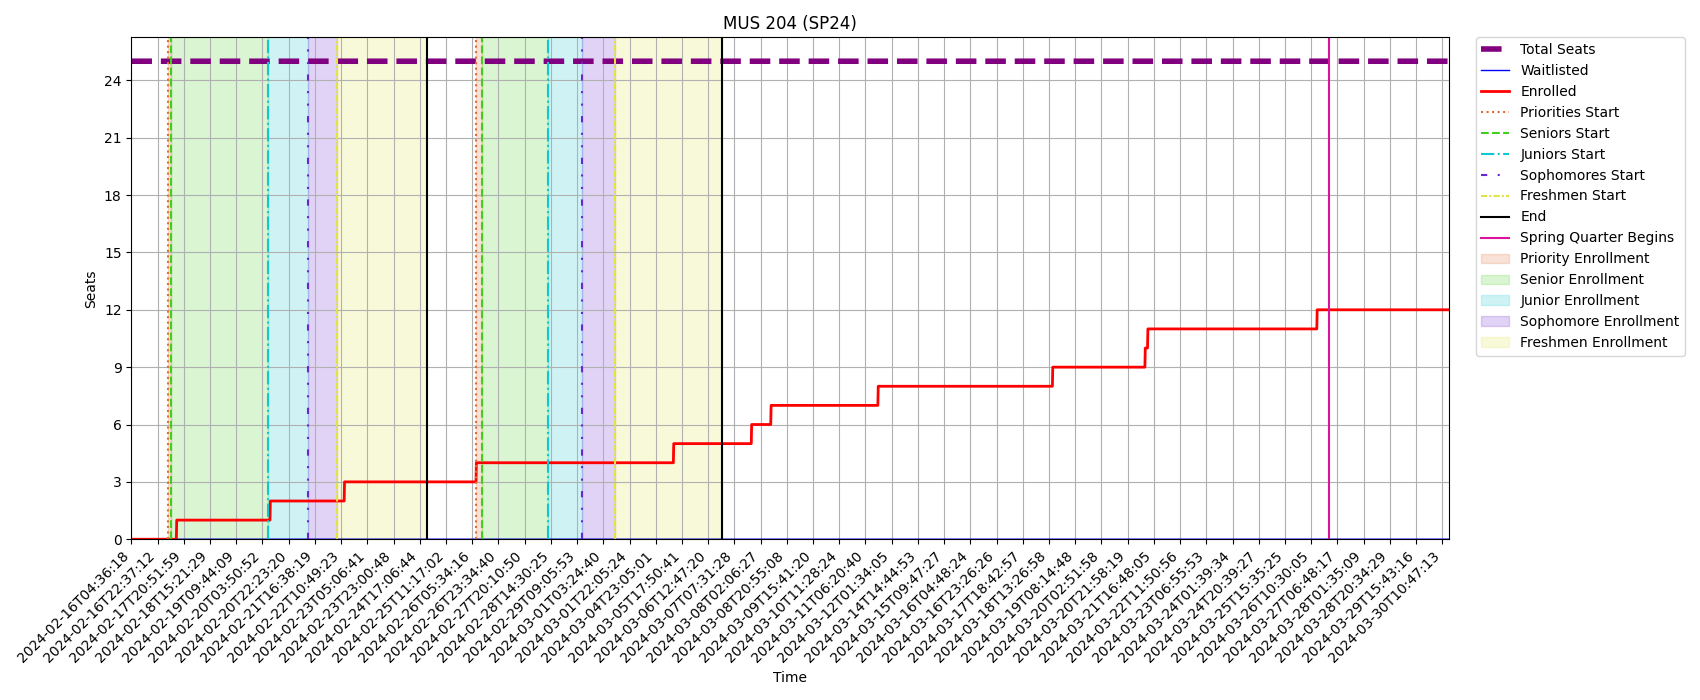 MUS 204 (SP24)
Seats
24
21
18
15
12
9
6
3
0
2024-02-16T04:36:18
2024-02-16T22:37:12
2024-02-17T20:51:59
2024-02-18T15:21:29
2024-02-19T09:44:09
2024-02-20T03:50:52
2024-02-20T22:23:20
2024-02-21T16:38:19
2024-02-22T10:49:23
2024-02-23T05:06:41
2024-02-23T23:00:48
2024-02-24T17:06:44
2024-02-25T11:17:02
2024-02-26T05:34:16
2024-02-26T23:34:40
2024-02-27T20:10:50
2024-02-28T14:30:25
2024-02-29T09:05:53
2024-03-01T03:24:40
2024-03-01T22:05:24
2024-03-04T23:05:01
2024-03-05T17:50:41
2024-03-06T12:47:20
2024-03-07T07:31:28
2024-03-08T02:06:27
2024-03-08T20:55:08
2024-03-09T15:41:20
2024-03-10T11:28:24
2024-03-11T06:20:40
2024-03-12T01:34:05
2024-03-14T14:44:53
2024-03-15T09:47:27
2024-03-16T04:48:24
2024-03-16T23:26:26
2024-03-17T18:42:57
2024-03-18T13:26:58
2024-03-19T08:14:48
2024-03-20T02:51:58
2024-03-20T21:58:19
2024-03-21T16:48:05
2024-03-22T11:50:56
2024-03-23T06:55:53
2024-03-24T01:39:34
2024-03-24T20:39:27
2024-03-25T15:35:25
2024-03-26T10:30:05
2024-03-27T06:48:17
2024-03-28T01:35:09
2024-03-28T20:34:29
2024-03-29T15:43:16
2024-03-30T10:47:13
Time
Total Seats
Waitlisted
Enrolled
Priorities Start
Seniors Start
Juniors Start
Sophomores Start
Freshmen Start
End
Spring Quarter Begins
Priority Enrollment
Senior Enrollment
Junior Enrollment
Sophomore Enrollment
Freshmen Enrollment